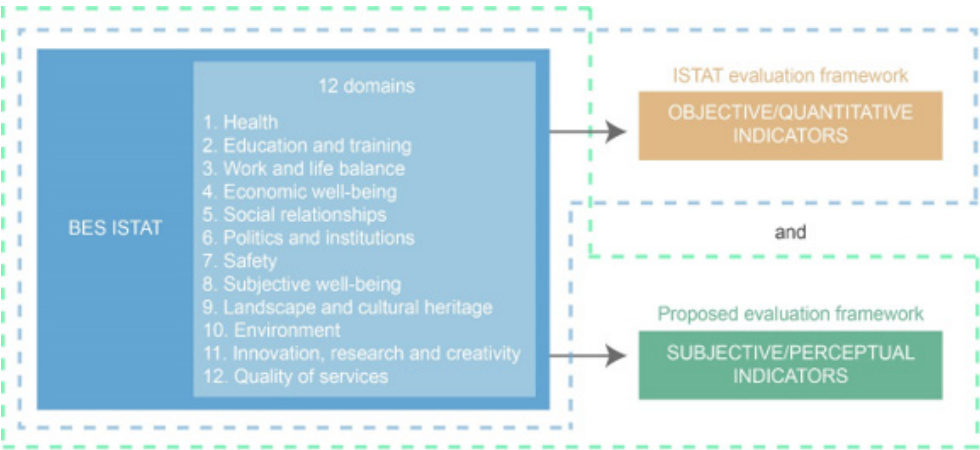 BES ISTAT
12 domains
1. Health
2. Education and training
3. Work and life balance
4. Economic well-being
5. Social relationships
6. Politics and institutions
7. Safety
8. Subjective well-being
9. Landscape and cultural heritage
10. Environment
11. Innovation, research and creativity
12. Quality of services
ISTAT evaluation framework
OBJECTIVE/QUANTITATIVE
INDICATORS
and
Proposed evaluation framework
SUBJECTIVE/PERCEPTUAL
INDICATORS